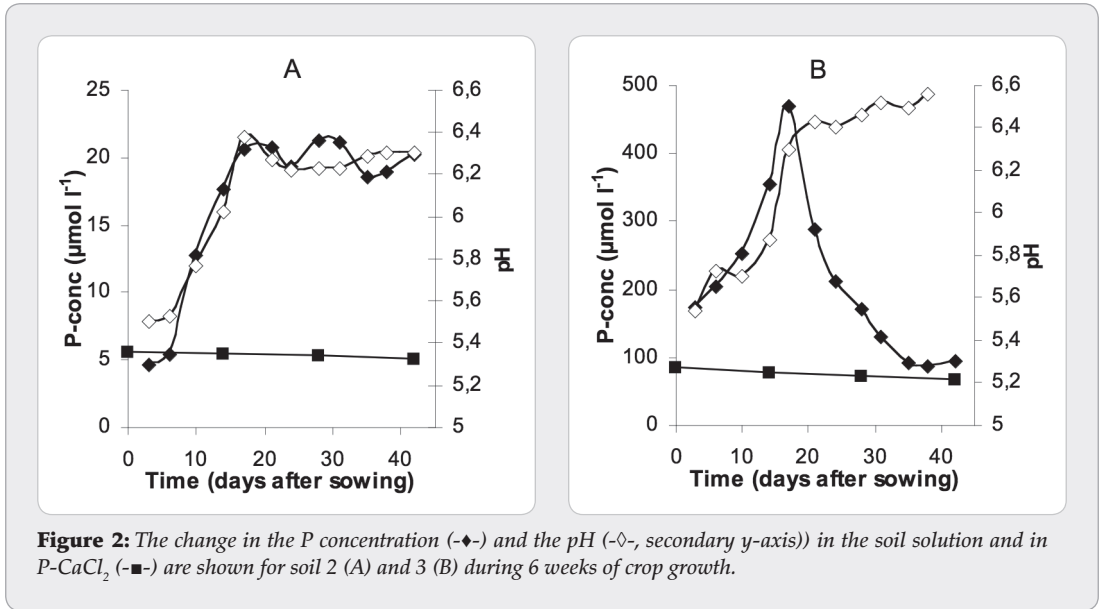 A
25
20
15
10
5
0
P-conc (µmol l⁻¹)
6,6
6,4
6,2
6
5,8
5,6
5,4
5,2
5
pH
0 10 20 30 40
Time (days after sowing)
B
500
400
300
200
100
0
P-conc (µmol l⁻¹)
6,6
6,4
6,2
6
5,8
5,6
5,4
5,2
5
pH
0 10 20 30 40
Time (days after sowing)
Figure 2: The change in the P concentration (-♦-) and the pH (-◊-, secondary y-axis)) in the soil solution and in
P-CaCl₂ (-■-) are shown for soil 2 (A) and 3 (B) during 6 weeks of crop growth.